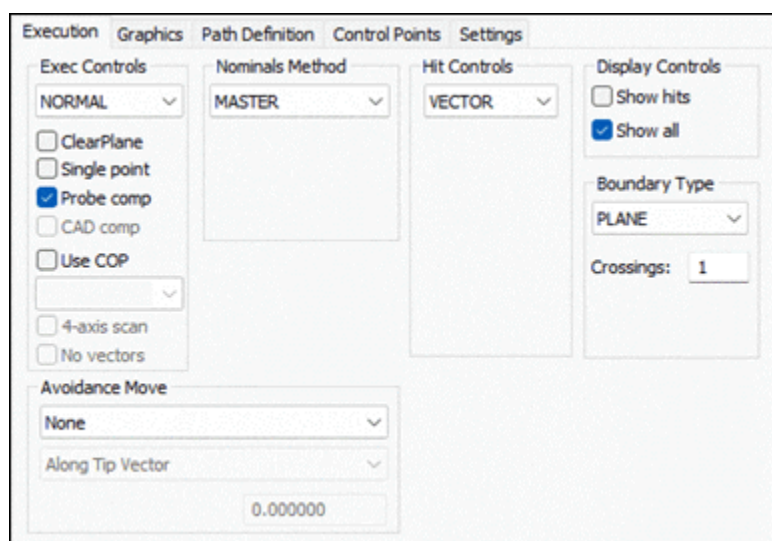 Execution Graphics Path Definition Control Points Settings
Exec Controls
NORMAL
ClearPlane
Single point
Probe comp
CAD comp
Use COP
4-axis scan
No vectors
Nominals Method
MASTER
Hit Controls
VECTOR
Display Controls
Show hits
Show all
Boundary Type
PLANE
Crossings: 1
Avoidance Move
None
Along Tip Vector
0.000000